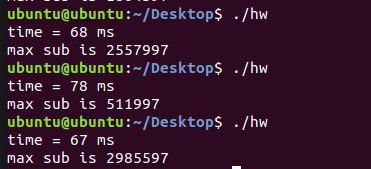 ubuntu@ubuntu:~/Desktop$ ./hw
time = 68 ms
max sub is 2557997
ubuntu@ubuntu:~/Desktop$ ./hw
time = 78 ms
max sub is 511997
ubuntu@ubuntu:~/Desktop$ ./hw
time = 67 ms
max sub is 2985597